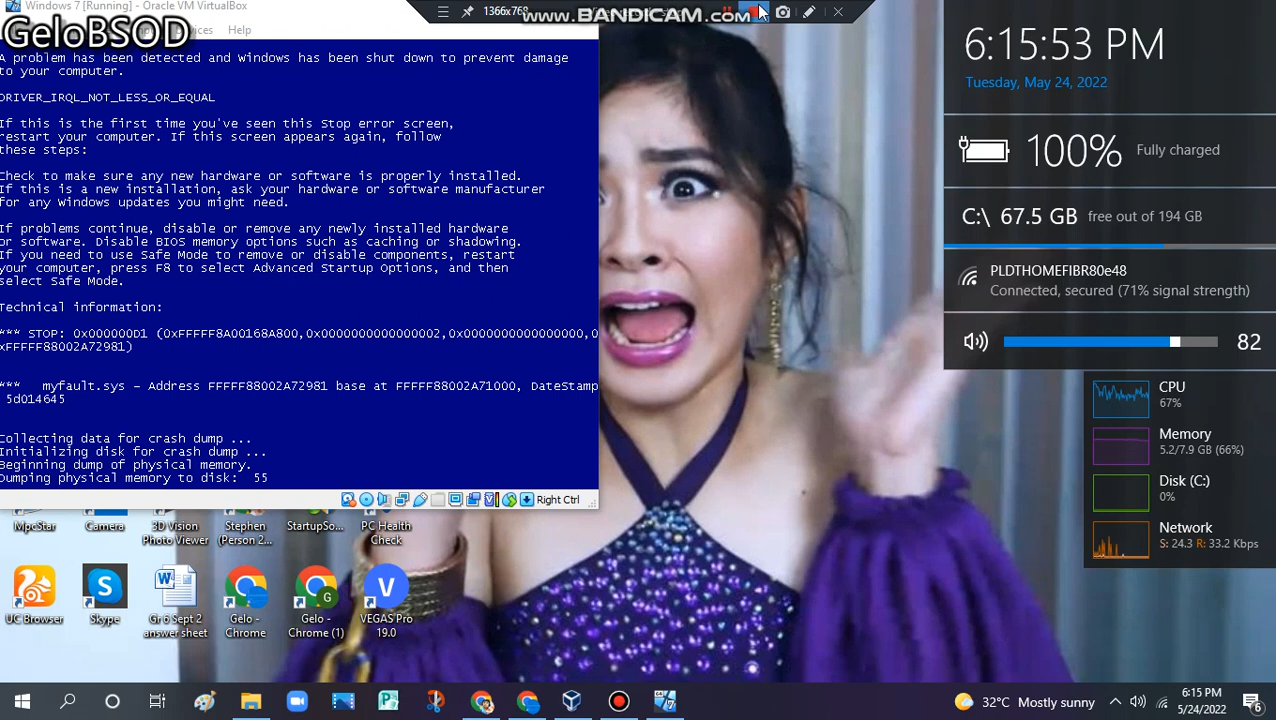 Windows 7 [Running] - Oracle VM VirtualBox
1366x768
www.BANDICAM.com
GeloBSOD
Help
A problem has been detected and windows has been shut down to prevent damage
to your computer.
DRIVER_IRQL_NOT_LESS_OR_EQUAL
If this is the first time you've seen this Stop error screen,
restart your computer. If this screen appears again, follow
these steps:
Check to make sure any new hardware or software is properly installed.
If this is a new installation, ask your hardware or software manufacturer
for any windows updates you might need.
If problems continue, disable or remove any newly installed hardware
or software. Disable BIOS memory options such as caching or shadowing.
If you need to use Safe Mode to remove or disable components, restart
your computer, press F8 to select Advanced Startup Options, and then
select Safe Mode.
Technical information:
*** STOP: 0x000000D1 (0xFFFFF8A00168A800,0x0000000000000002,0x0000000000000000,0
xFFFFF88002A72981)
*** myfault.sys - Address FFFFF88002A72981 base at FFFFF88002A71000, DateStamp
5d014645
Collecting data for crash dump ...
Initializing disk for crash dump ...
Beginning dump of physical memory.
Dumping physical memory to disk: 55
Right Ctrl
6:15:53 PM
Tuesday, May 24, 2022
100% Fully charged
C:\ 67.5 GB free out of 194 GB
PLDTHOMEFIBR80e48
Connected, secured (71% signal strength)
82
CPU
67%
Memory
5.2/7.9 GB (66%)
Disk (C:)
0%
Network
S: 24.3 R: 33.2 Kbps
MpcStar
Camera
3D Vision
Photo Viewer
Stephen
(Person 2...
StartupSo...
PC Health
Check
UC Browser
Skype
Gr 6 Sept 2
answer sheet
Gelo -
Chrome
Gelo -
Chrome (1)
VEGAS Pro
19.0
32°C Mostly sunny
6:15 PM
5/24/2022
6